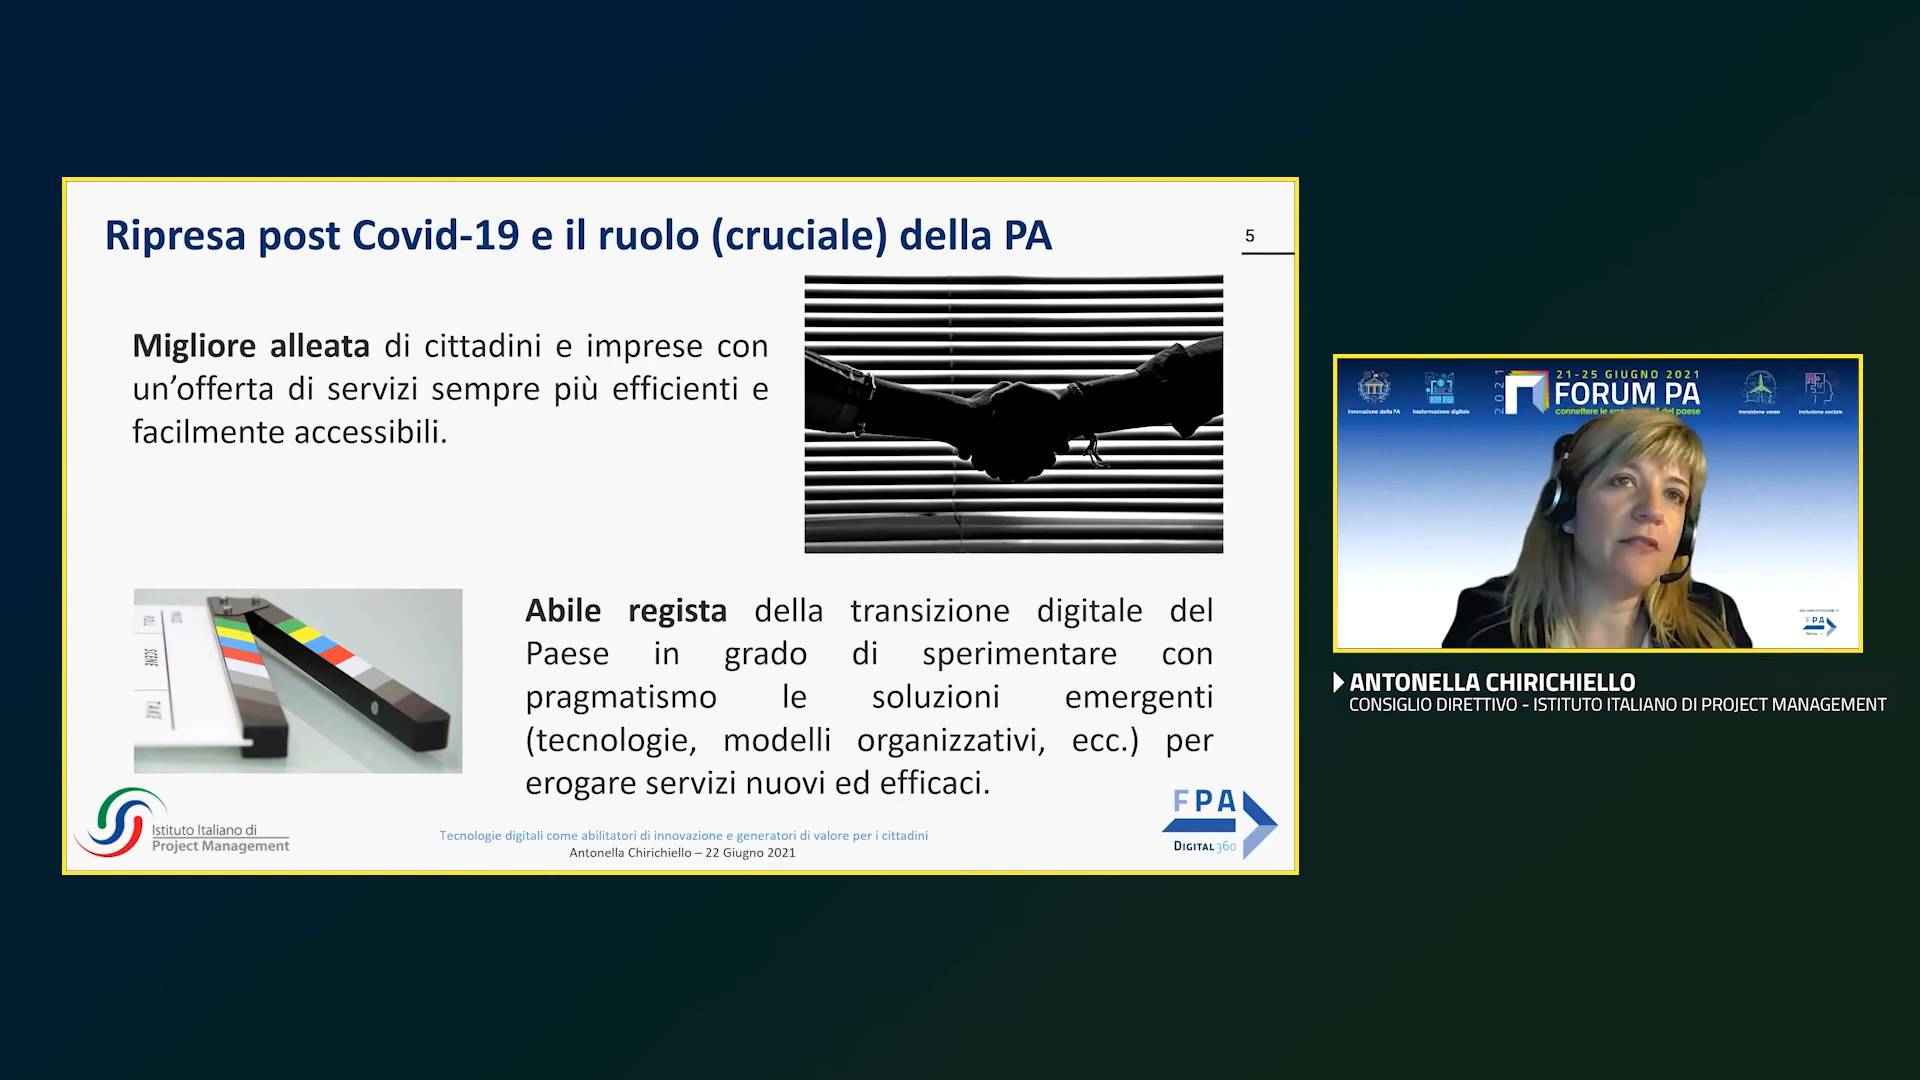 Ripresa post Covid-19 e il ruolo (cruciale) della PA
5
Migliore alleata di cittadini e imprese con
un’offerta di servizi sempre più efficienti e
facilmente accessibili.
SCENE
TAKE
Abile regista della transizione digitale del
Paese in grado di sperimentare con
pragmatismo le soluzioni emergenti
(tecnologie, modelli organizzativi, ecc.) per
erogare servizi nuovi ed efficaci.
Istituto Italiano di
Project Management
Tecnologie digitali come abilitatori di innovazione e generatori di valore per i cittadini
Antonella Chirichiello – 22 Giugno 2021
FPA
DIGITAL360
innovazione della PA
trasformazione digitale
2021
21-25 GIUGNO 2021
FORUM PA
connettere le del paese
transizione verde
inclusione sociale
FPA
ANTONELLA CHIRICHIELLO
CONSIGLIO DIRETTIVO - ISTITUTO ITALIANO DI PROJECT MANAGEMENT